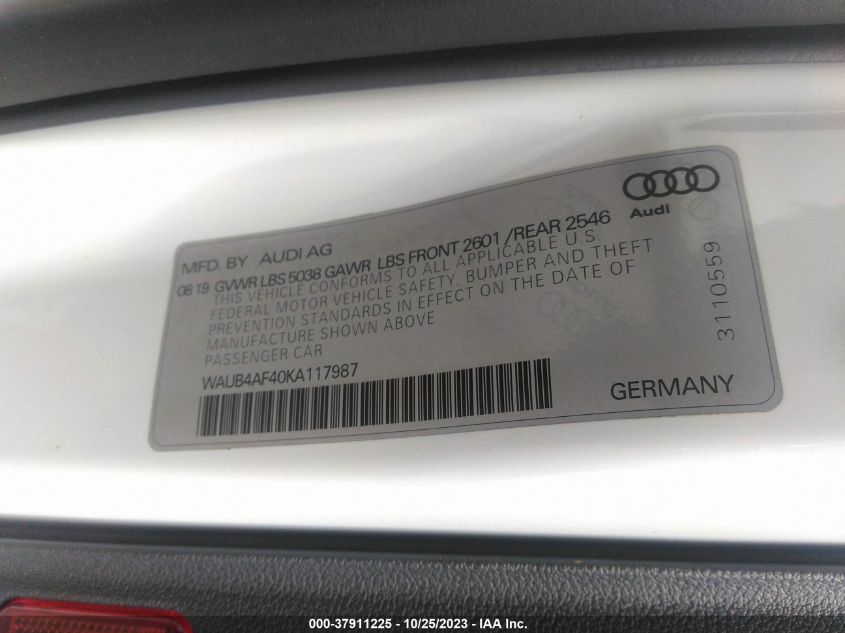 Audi
MFD. BY AUDI AG
08 19 GVWR LBS 5038 GAWR LBS FRONT 2601 / REAR 2546
THIS VEHICLE CONFORMS TO ALL APPLICABLE U.S
FEDERAL MOTOR VEHICLE SAFETY, BUMPER AND THEFT
PREVENTION STANDARDS IN EFFECT ON THE DATE OF
MANUFACTURE SHOWN ABOVE
PASSENGER CAR
WAUB4AF40KA117987
GERMANY
3110559
000-37911225 - 10/25/2023 - IAA Inc.